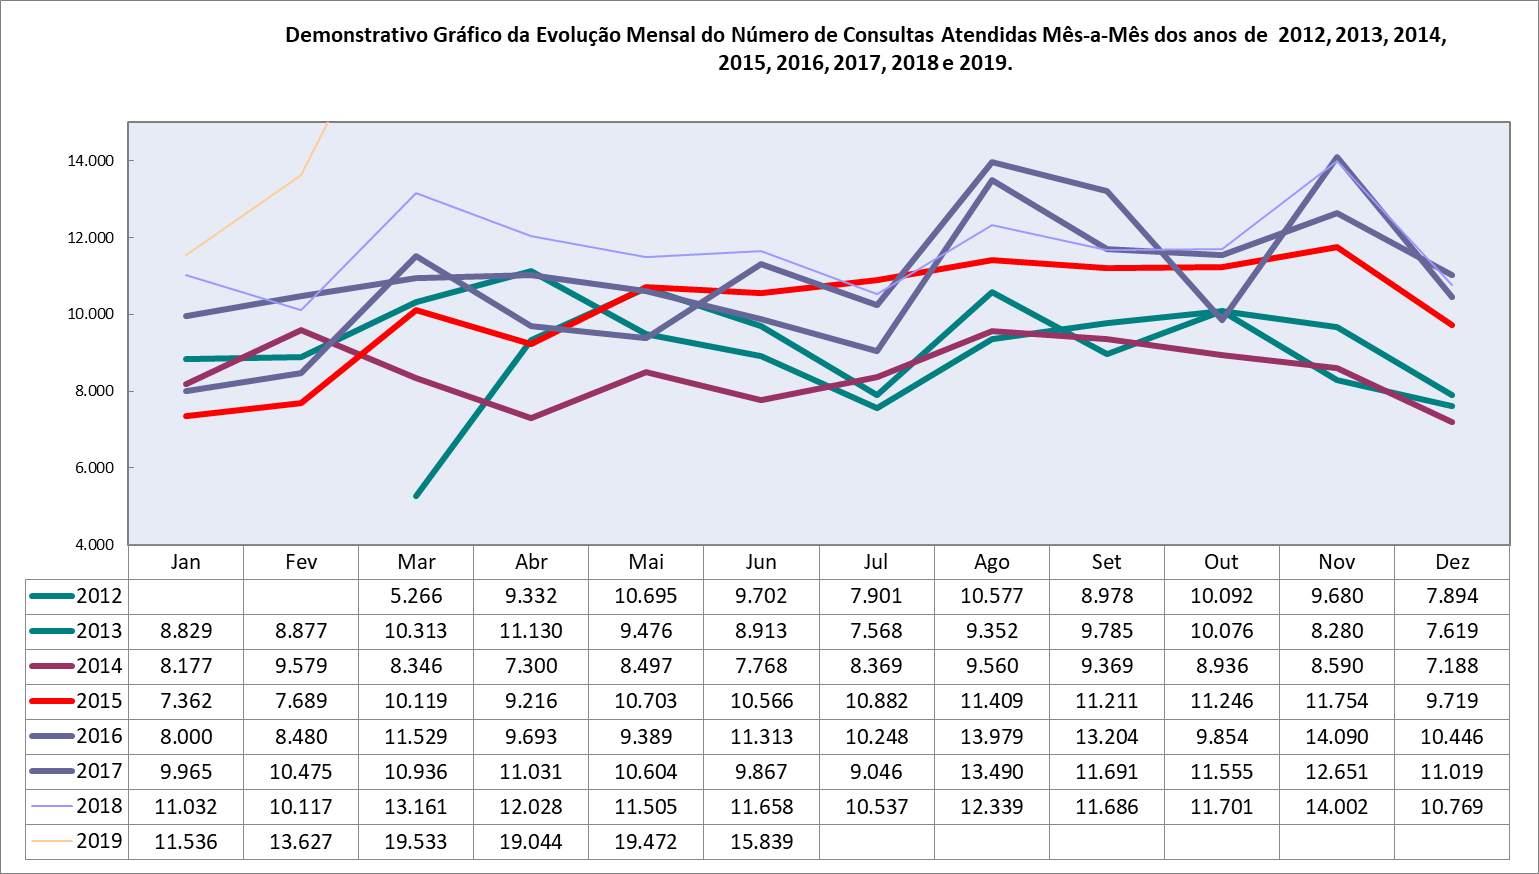 Demonstrativo Gráfico da Evolução Mensal do Número de Consultas Atendidas Mês-a-Mês dos anos de 2012, 2013, 2014,
2015, 2016, 2017, 2018 e 2019.
14.000
12.000
10.000
8.000
6.000
4.000
Jan Fev Mar Abr Mai Jun Jul Ago Set Out Nov Dez
2012 5.266 9.332 10.695 9.702 7.901 10.577 8.978 10.092 9.680 7.894
2013 8.829 8.877 10.313 11.130 9.476 8.913 7.568 9.352 9.785 10.076 8.280 7.619
2014 8.177 9.579 8.346 7.300 8.497 7.768 8.369 9.560 9.369 8.936 8.590 7.188
2015 7.362 7.689 10.119 9.216 10.703 10.566 10.882 11.409 11.211 11.246 11.754 9.719
2016 8.000 8.480 11.529 9.693 9.389 11.313 10.248 13.979 13.204 9.854 14.090 10.446
2017 9.965 10.475 10.936 11.031 10.604 9.867 9.046 13.490 11.691 11.555 12.651 11.019
2018 11.032 10.117 13.161 12.028 11.505 11.658 10.537 12.339 11.686 11.701 14.002 10.769
2019 11.536 13.627 19.533 19.044 19.472 15.839